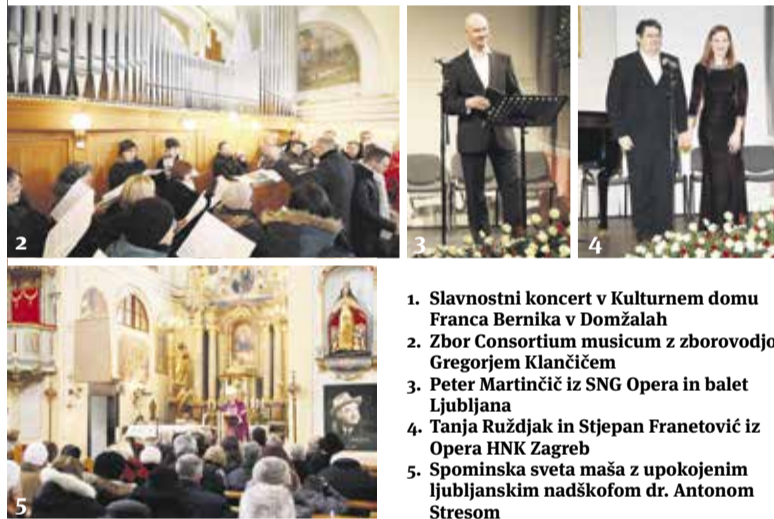 2
3
4
5
1. Slavnostni koncert v Kulturnem domu
Franca Bernika v Domžalah
2. Zbor Consortium musicum z zborovodjo
Gregorjem Klančičem
3. Peter Martinčič iz SNG Opera in balet
Ljubljana
4. Tanja Ruždjak in Stjepan Franetović iz
Opera HNK Zagreb
5. Spominska sveta maša z upokojenim
ljubljanskim nadškofom dr. Antonom
Stresom